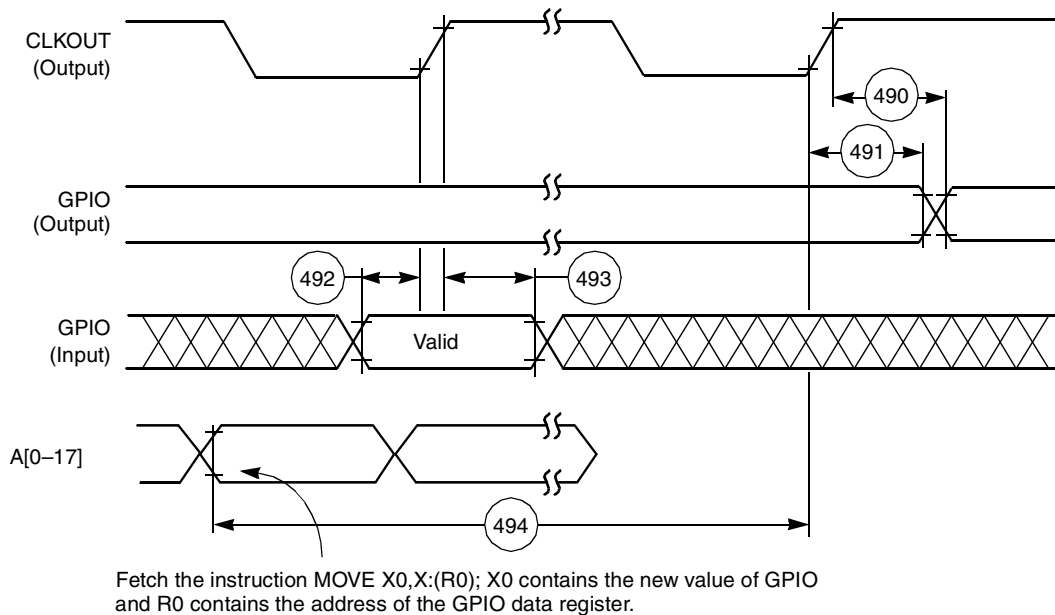 CLKOUT
(Output)
490
491
GPIO
(Output)
492
493
GPIO
(Input)
Valid
A[0–17]
494
Fetch the instruction MOVE X0,X:(R0); X0 contains the new value of GPIO
and R0 contains the address of the GPIO data register.